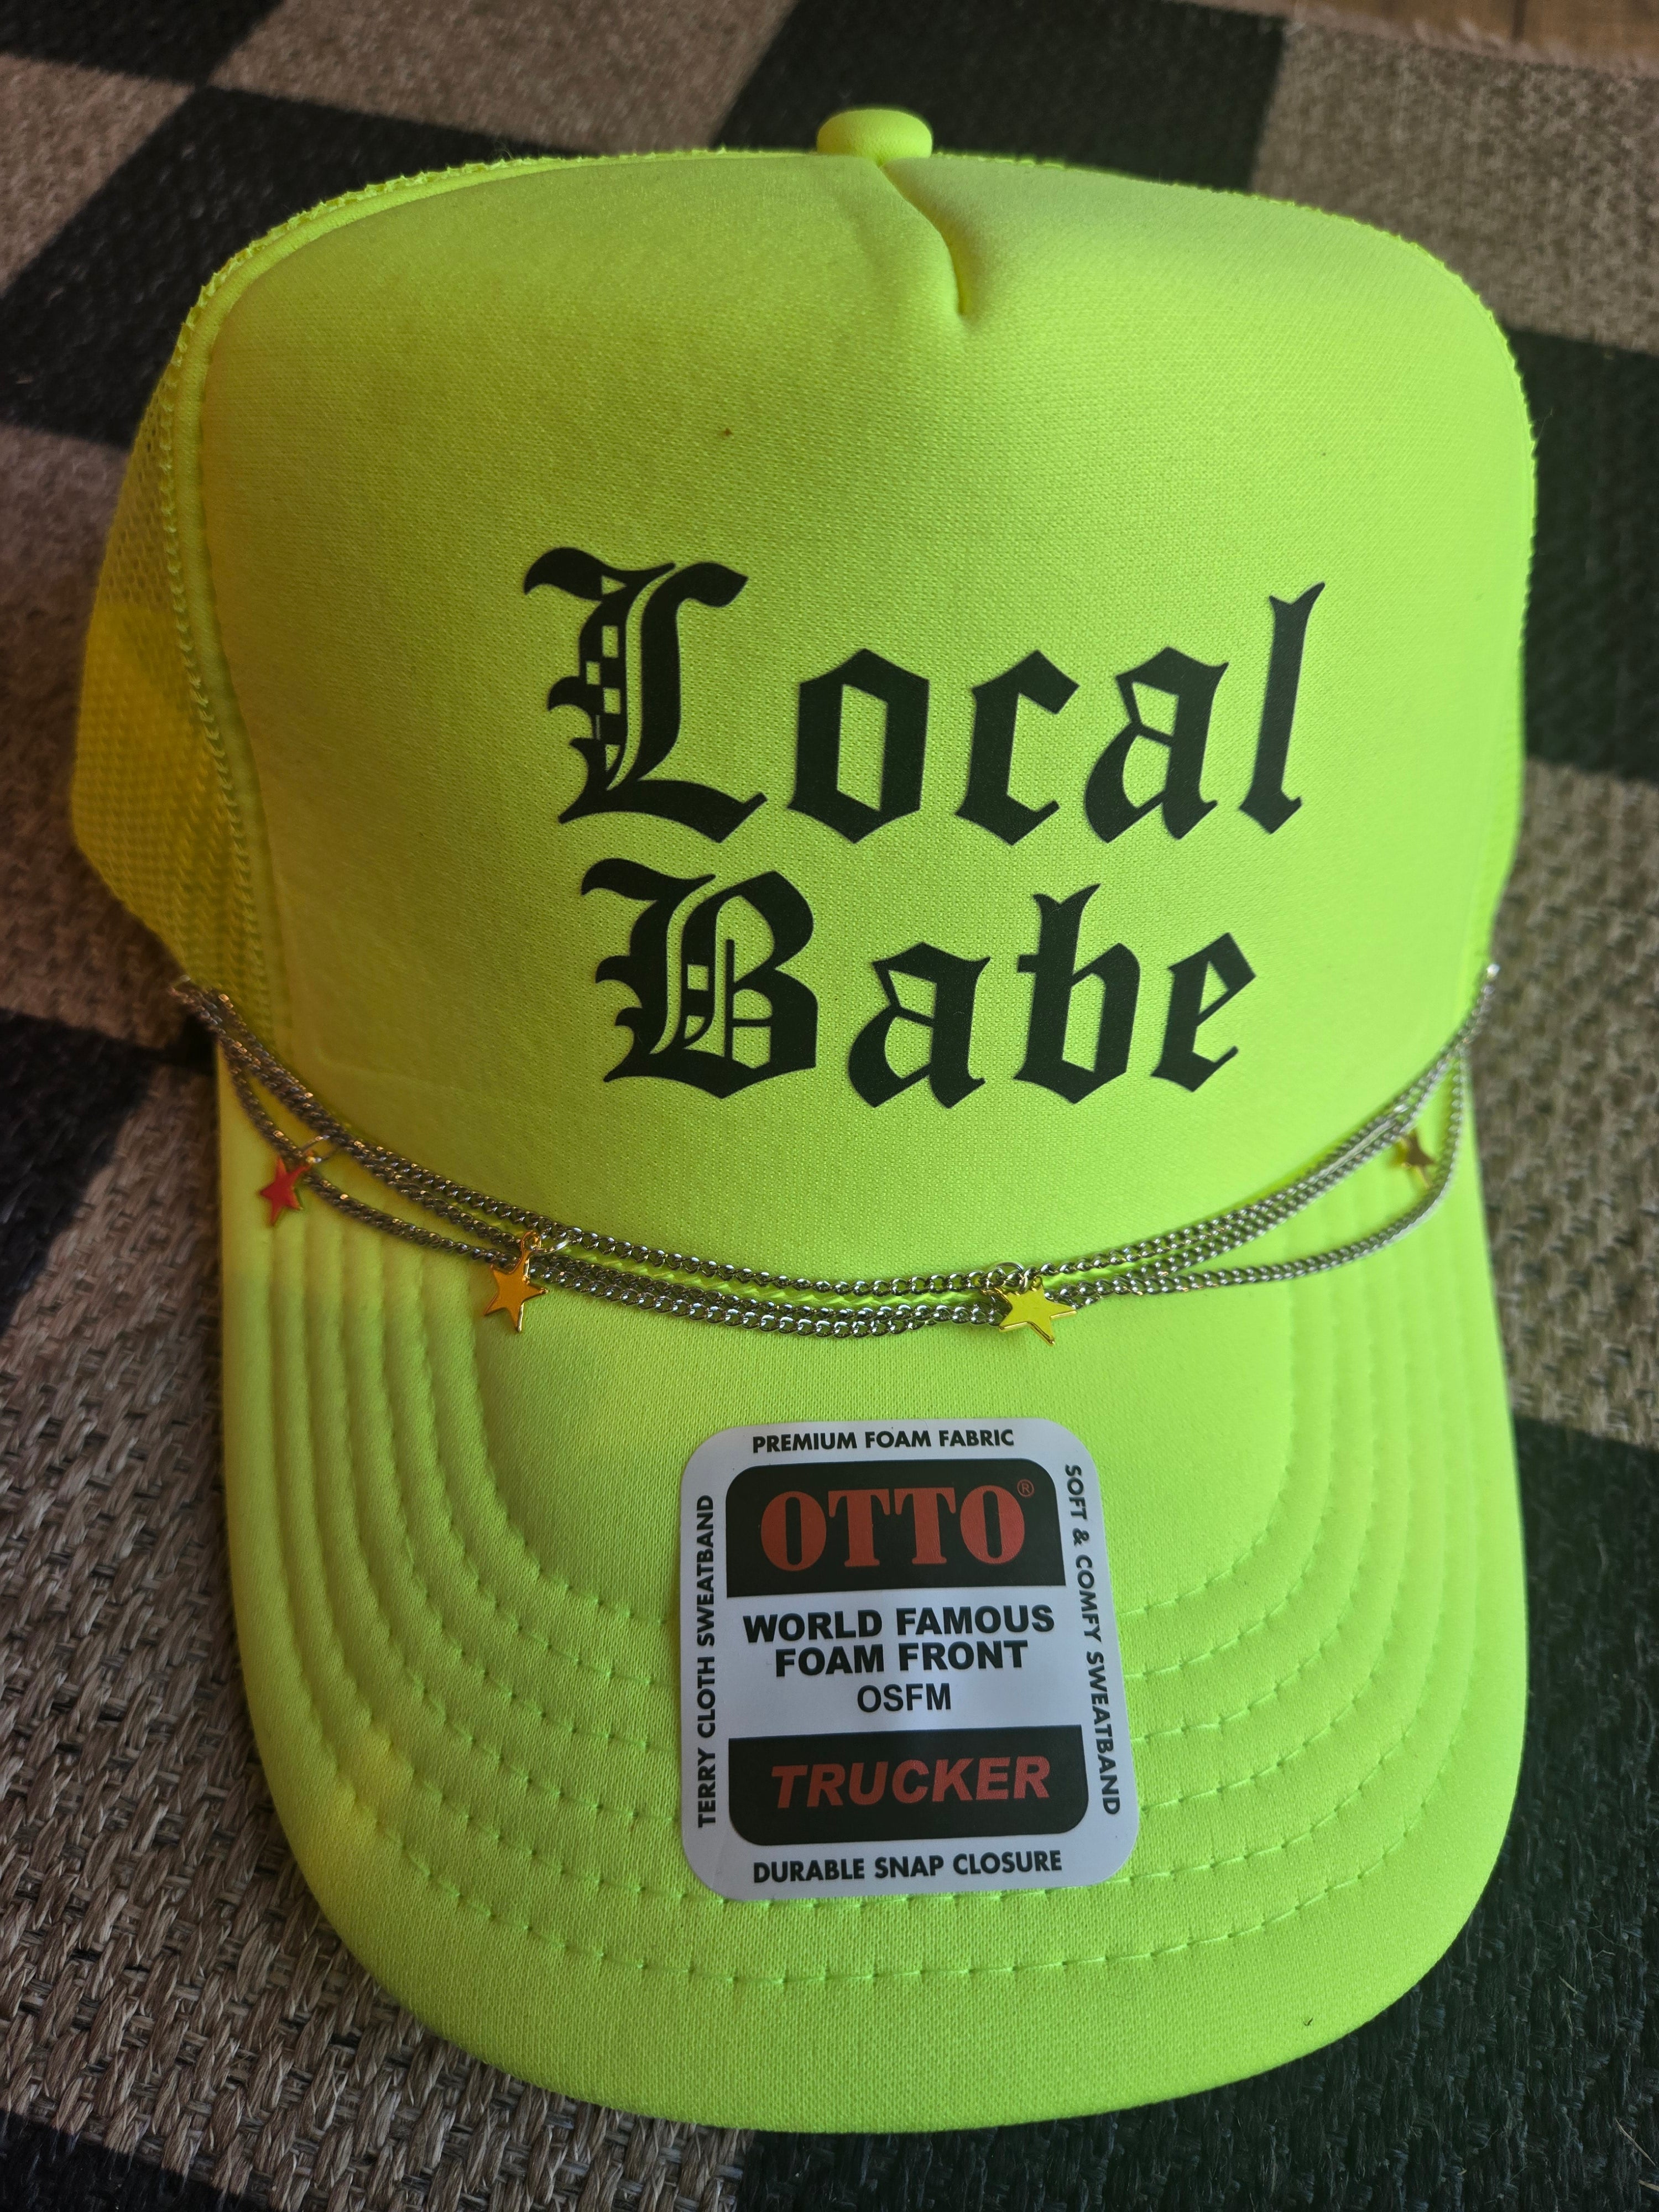 Local
Babe
PREMIUM FOAM FABRIC
OTTO®
WORLD FAMOUS
FOAM FRONT
OSFM
TRUCKER
DURABLE SNAP CLOSURE
TERRY CLOTH SWEATBAND
SOFT & COMFY SWEATBAND